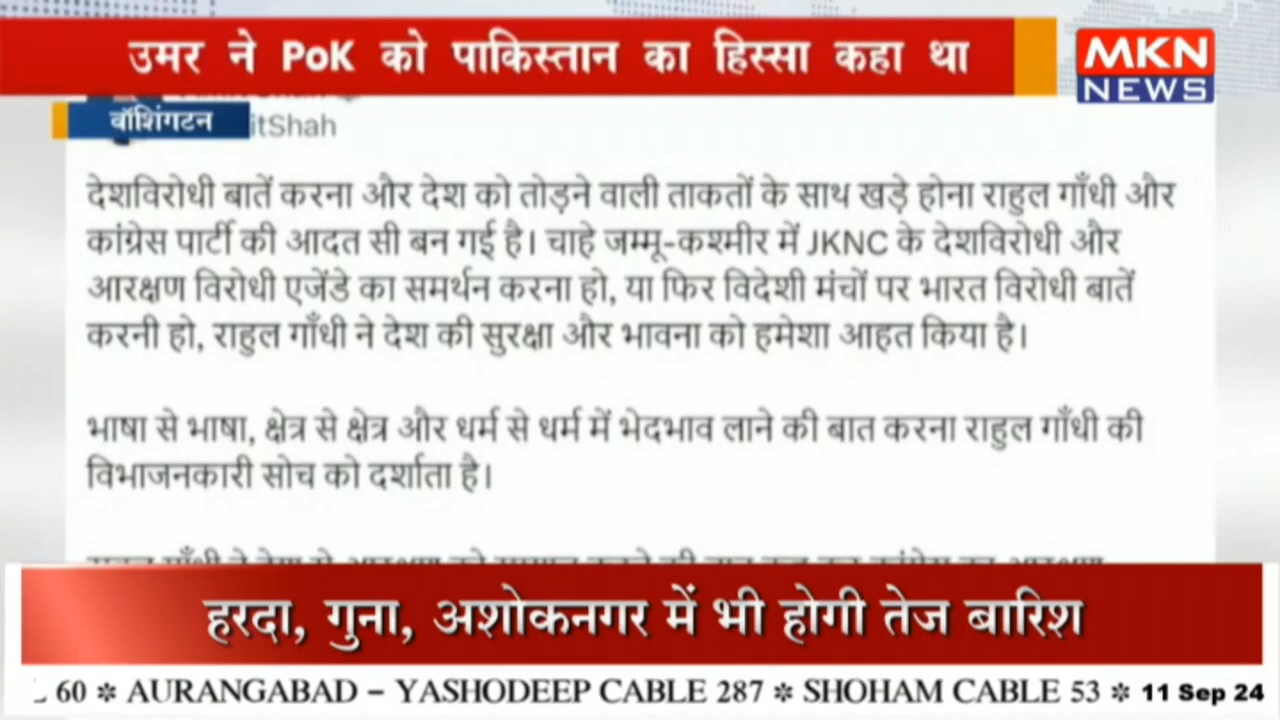 उमर ने PoK को पाकिस्तान का हिस्सा कहा था
MKN
NEWS
वॉशिंगटन
itShah
देशविरोधी बातें करना और देश को तोड़ने वाली ताकतों के साथ खड़े होना राहुल गाँधी और
कांग्रेस पार्टी की आदत सी बन गई है। चाहे जम्मू-कश्मीर में JKNC के देशविरोधी और
आरक्षण विरोधी एजेंडे का समर्थन करना हो, या फिर विदेशी मंचों पर भारत विरोधी बातें
करनी हो, राहुल गाँधी ने देश की सुरक्षा और भावना को हमेशा आहत किया है।
भाषा से भाषा, क्षेत्र से क्षेत्र और धर्म से धर्म में भेदभाव लाने की बात करना राहुल गाँधी की
विभाजनकारी सोच को दर्शाता है।
हरदा, गुना, अशोकनगर में भी होगी तेज बारिश
60 ❇ AURANGABAD – YASHODEEP CABLE 287 ❇ SHOHAM CABLE 53 ❇ 11 Sep 24